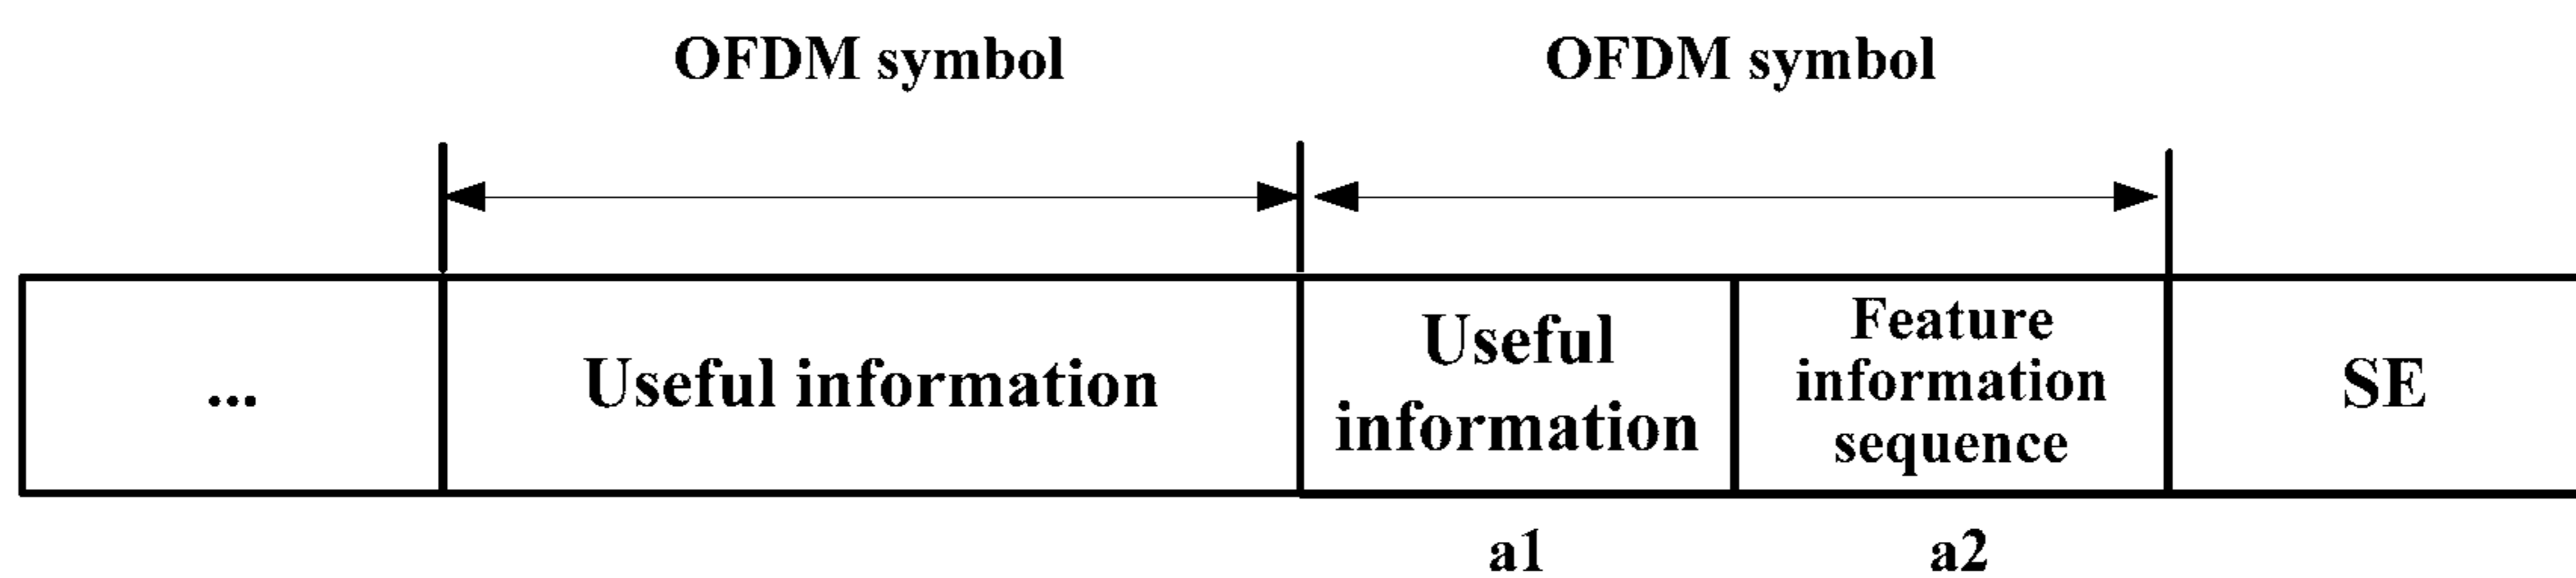 OFDM symbol
OFDM symbol
...
Useful information
Useful
information
Feature
information
sequence
SE
a1
a2